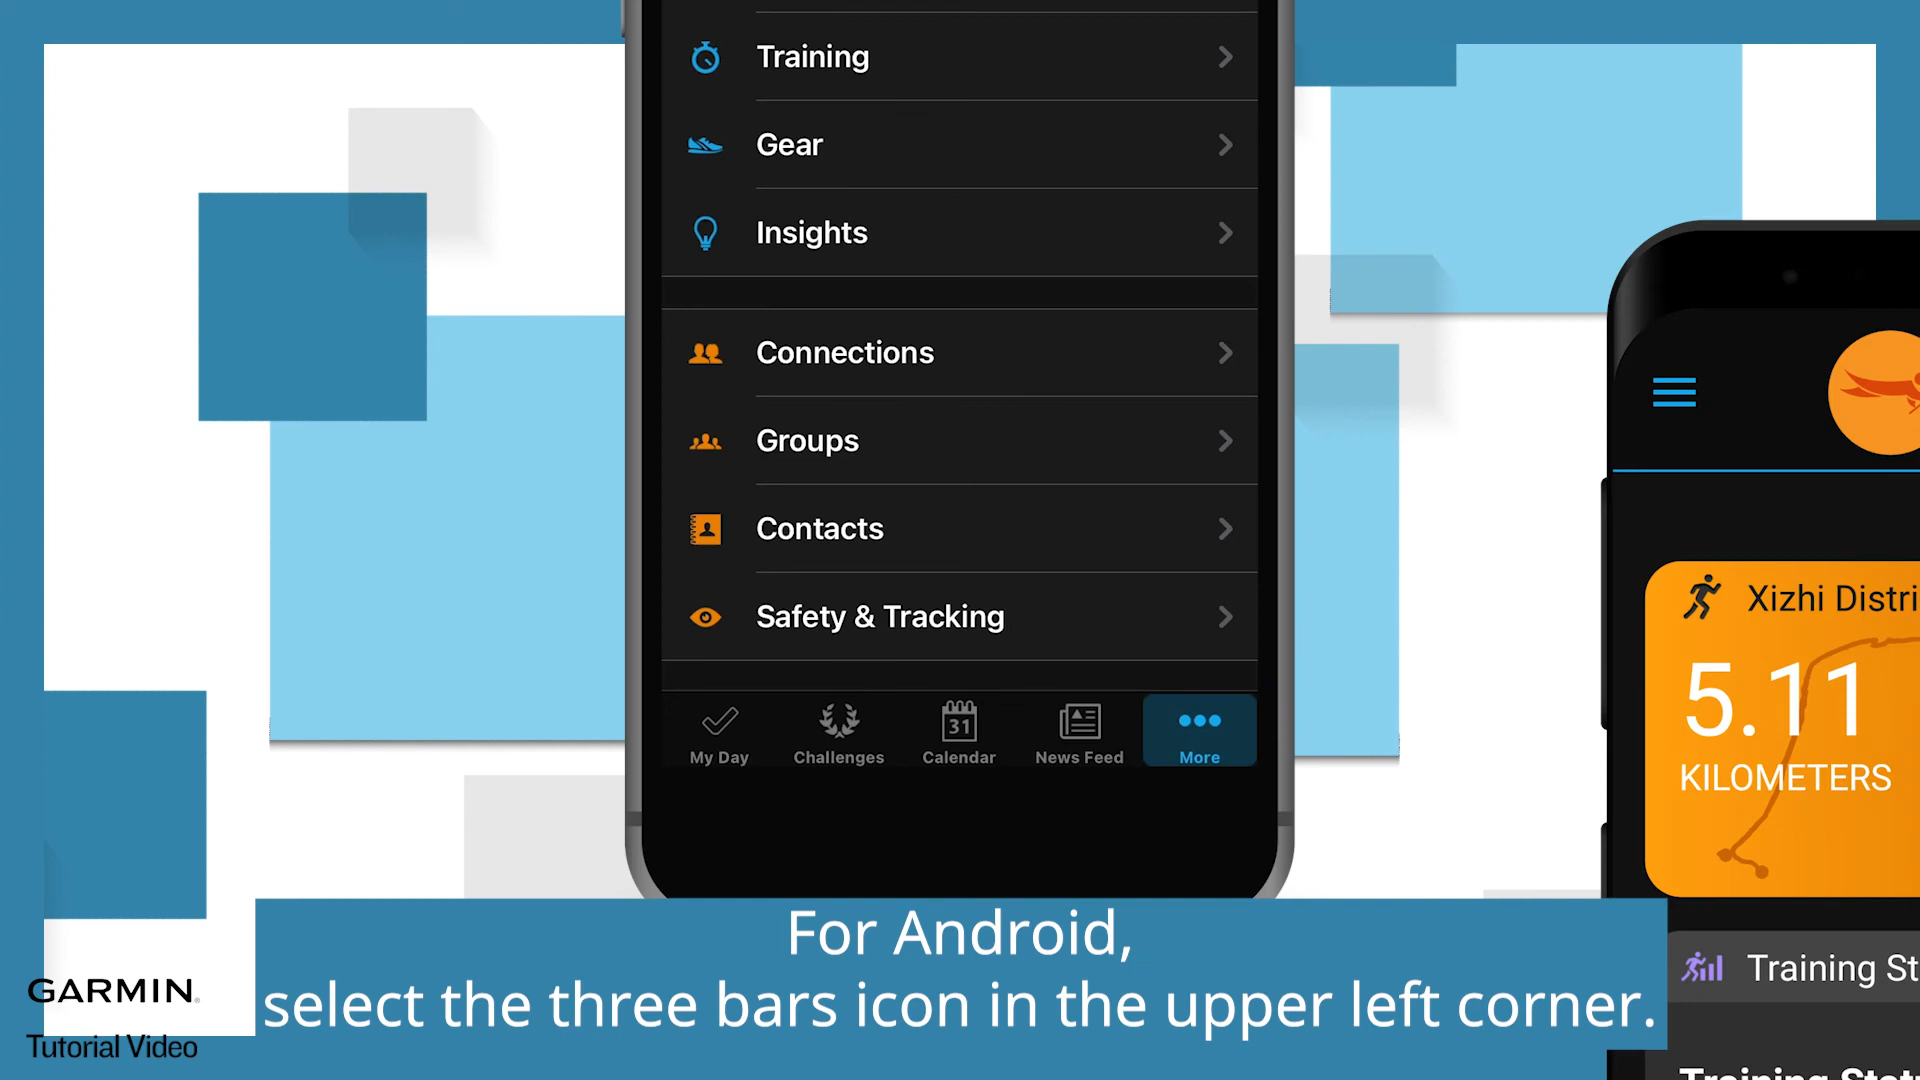 Training
Gear
Insights
Connections
Groups
Contacts
Safety & Tracking
31
My Day
Challenges
Calendar
News Feed
More
Xizhi Distri
5.11
KILOMETERS
Training St
Training Stat
For Android,
select the three bars icon in the upper left corner.
GARMIN
Tutorial Video